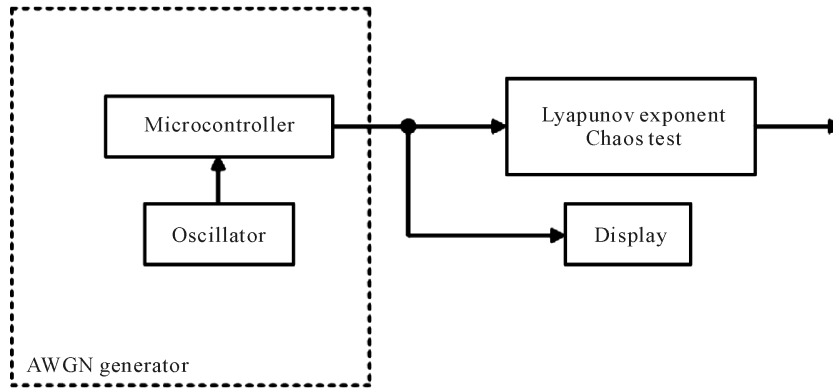 Microcontroller
Lyapunov exponent
Chaos test
Oscillator
Display
AWGN generator